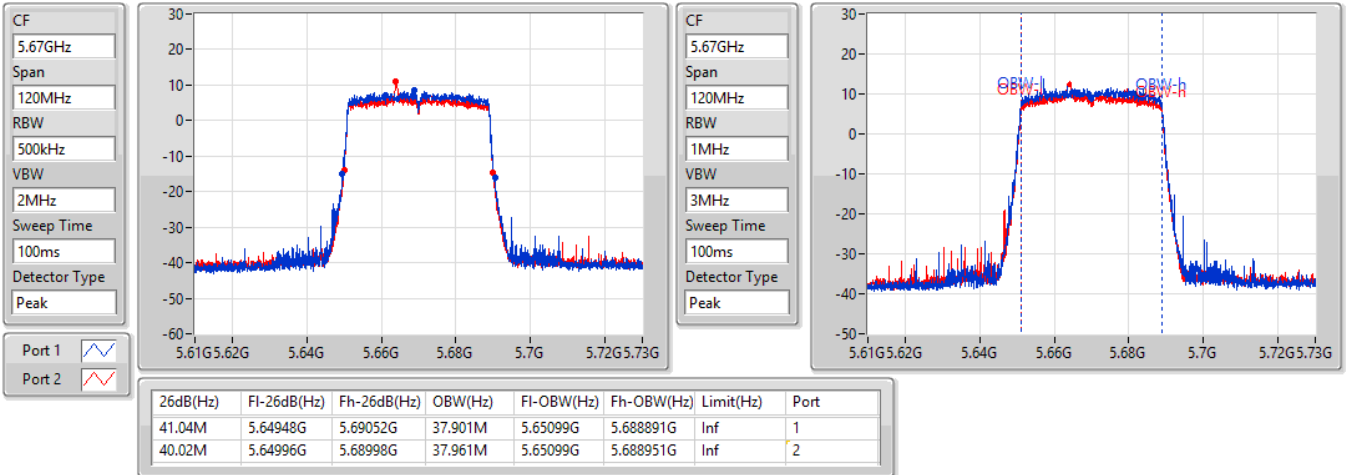 CF
5.67GHz
Span
120MHz
RBW
500kHz
VBW
2MHz
Sweep Time
100ms
Detector Type
Peak
Port 1
Port 2
30
20
10
0
-10
-20
-30
-40
-50
-60
5.61G 5.62G 5.64G 5.66G 5.68G 5.7G 5.72G 5.73G
CF
5.67GHz
Span
120MHz
RBW
1MHz
VBW
3MHz
Sweep Time
100ms
Detector Type
Peak
30
20
10
0
-10
-20
-30
-40
-50
OBW-l OBW-h
OBW-l OBW-h
5.61G 5.62G 5.64G 5.66G 5.68G 5.7G 5.72G 5.73G
26dB(Hz) Fl-26dB(Hz) Fh-26dB(Hz) OBW(Hz) Fl-OBW(Hz) Fh-OBW(Hz) Limit(Hz) Port
41.04M 5.64948G 5.69052G 37.901M 5.65099G 5.688891G Inf 1
40.02M 5.64996G 5.68998G 37.961M 5.65099G 5.688951G Inf 2